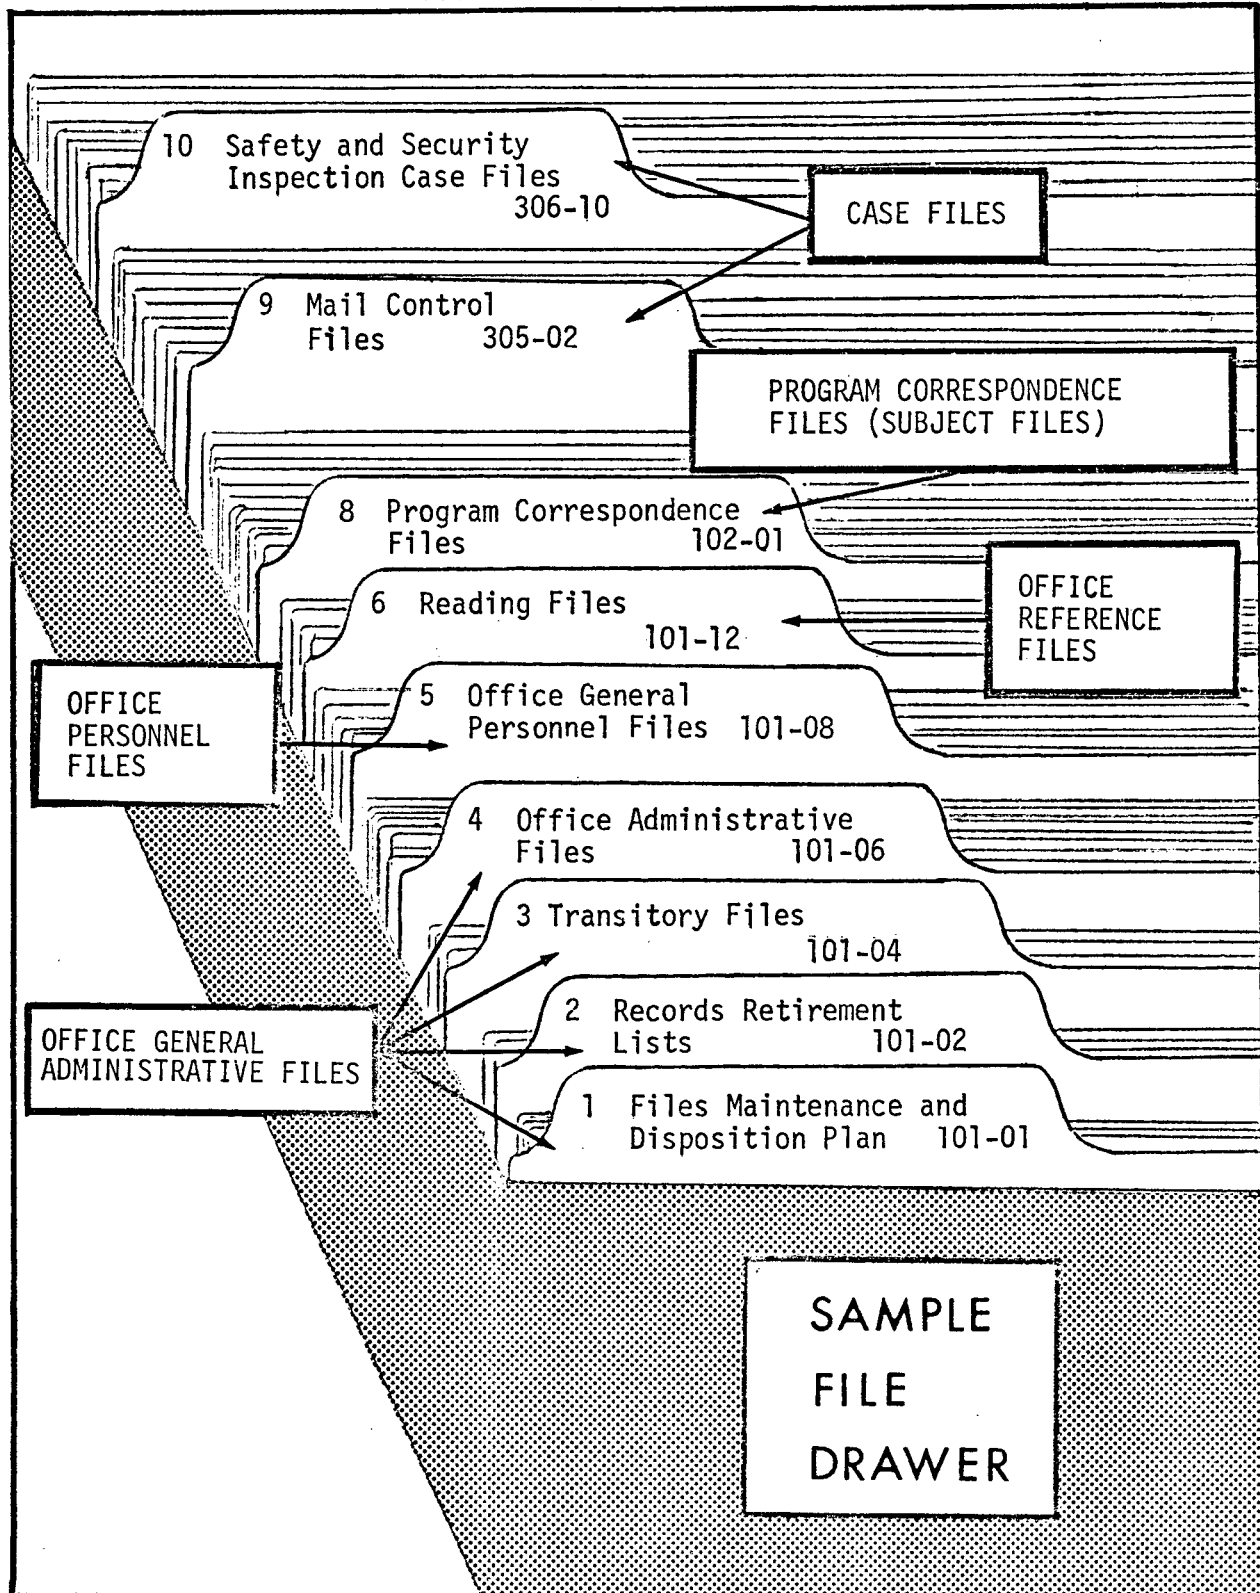 10 Safety and Security
Inspection Case Files
306-10
CASE FILES
9 Mail Control
Files 305-02
PROGRAM CORRESPONDENCE
FILES (SUBJECT FILES)
8 Program Correspondence
Files 102-01
6 Reading Files
101-12
OFFICE
REFERENCE
FILES
5 Office General
Personnel Files 101-08
OFFICE
PERSONNEL
FILES
4 Office Administrative
Files 101-06
3 Transitory Files
101-04
2 Records Retirement
Lists 101-02
OFFICE GENERAL
ADMINISTRATIVE FILES
1 Files Maintenance and
Disposition Plan 101-01
SAMPLE
FILE
DRAWER